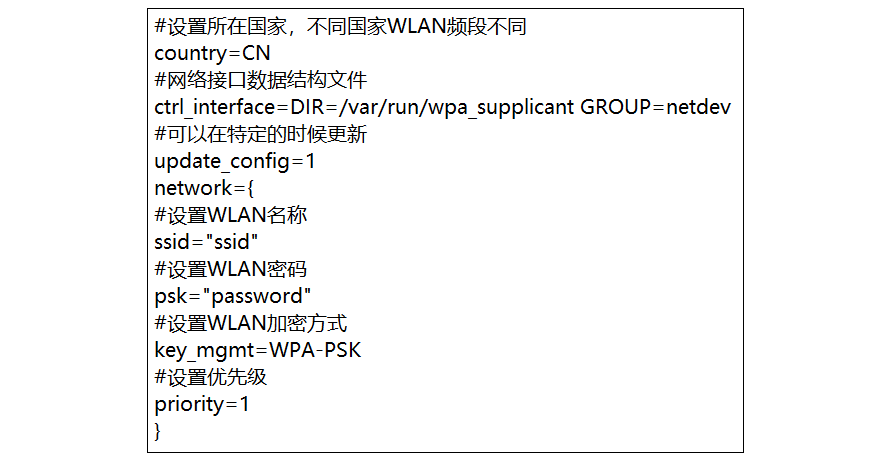 #设置所在国家，不同国家WLAN频段不同
country=CN
#网络接口数据结构文件
ctrl_interface=DIR=/var/run/wpa_supplicant GROUP=netdev
#可以在特定的时候更新
update_config=1
network={
#设置WLAN名称
ssid="ssid"
#设置WLAN密码
psk="password"
#设置WLAN加密方式
key_mgmt=WPA-PSK
#设置优先级
priority=1
}